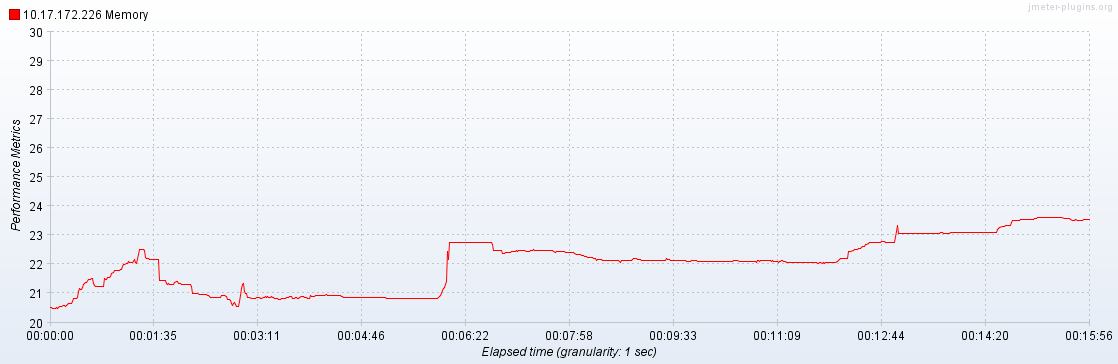 10.17.172.226 Memory
jmeter-plugins.org
Performance Metrics
30
29
28
27
26
25
24
23
22
21
20
00:00:00 00:01:35 00:03:11 00:04:46 00:06:22 00:07:58 00:09:33 00:11:09 00:12:44 00:14:20 00:15:56
Elapsed time (granularity: 1 sec)